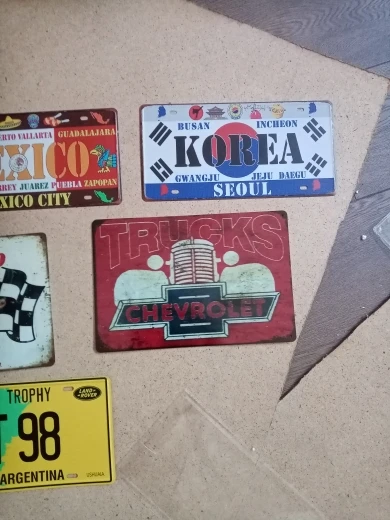 ERTO VALLARTA GUADALAJARA
EXICO
REY JUAREZ PUEBLA ZAPOPAN
XICO CITY
BUSAN INCHEON
KOREA
GWANGJU JEJU DAEGU
SEOUL
TRUCKS
CHEVROLET
TROPHY
LAND-ROVER
T 98
ARGENTINA